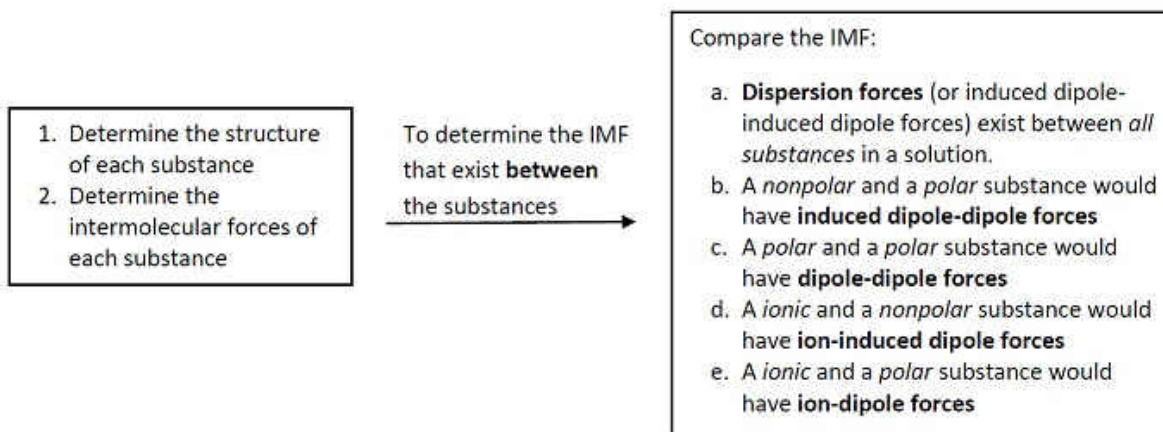 1. Determine the structure
of each substance
2. Determine the
intermolecular forces of
each substance
To determine the IMF
that exist between
the substances
Compare the IMF:
a. Dispersion forces (or induced dipole-
induced dipole forces) exist between all
substances in a solution.
b. A nonpolar and a polar substance would
have induced dipole-dipole forces
c. A polar and a polar substance would
have dipole-dipole forces
d. A ionic and a nonpolar substance would
have ion-induced dipole forces
e. A ionic and a polar substance would
have ion-dipole forces